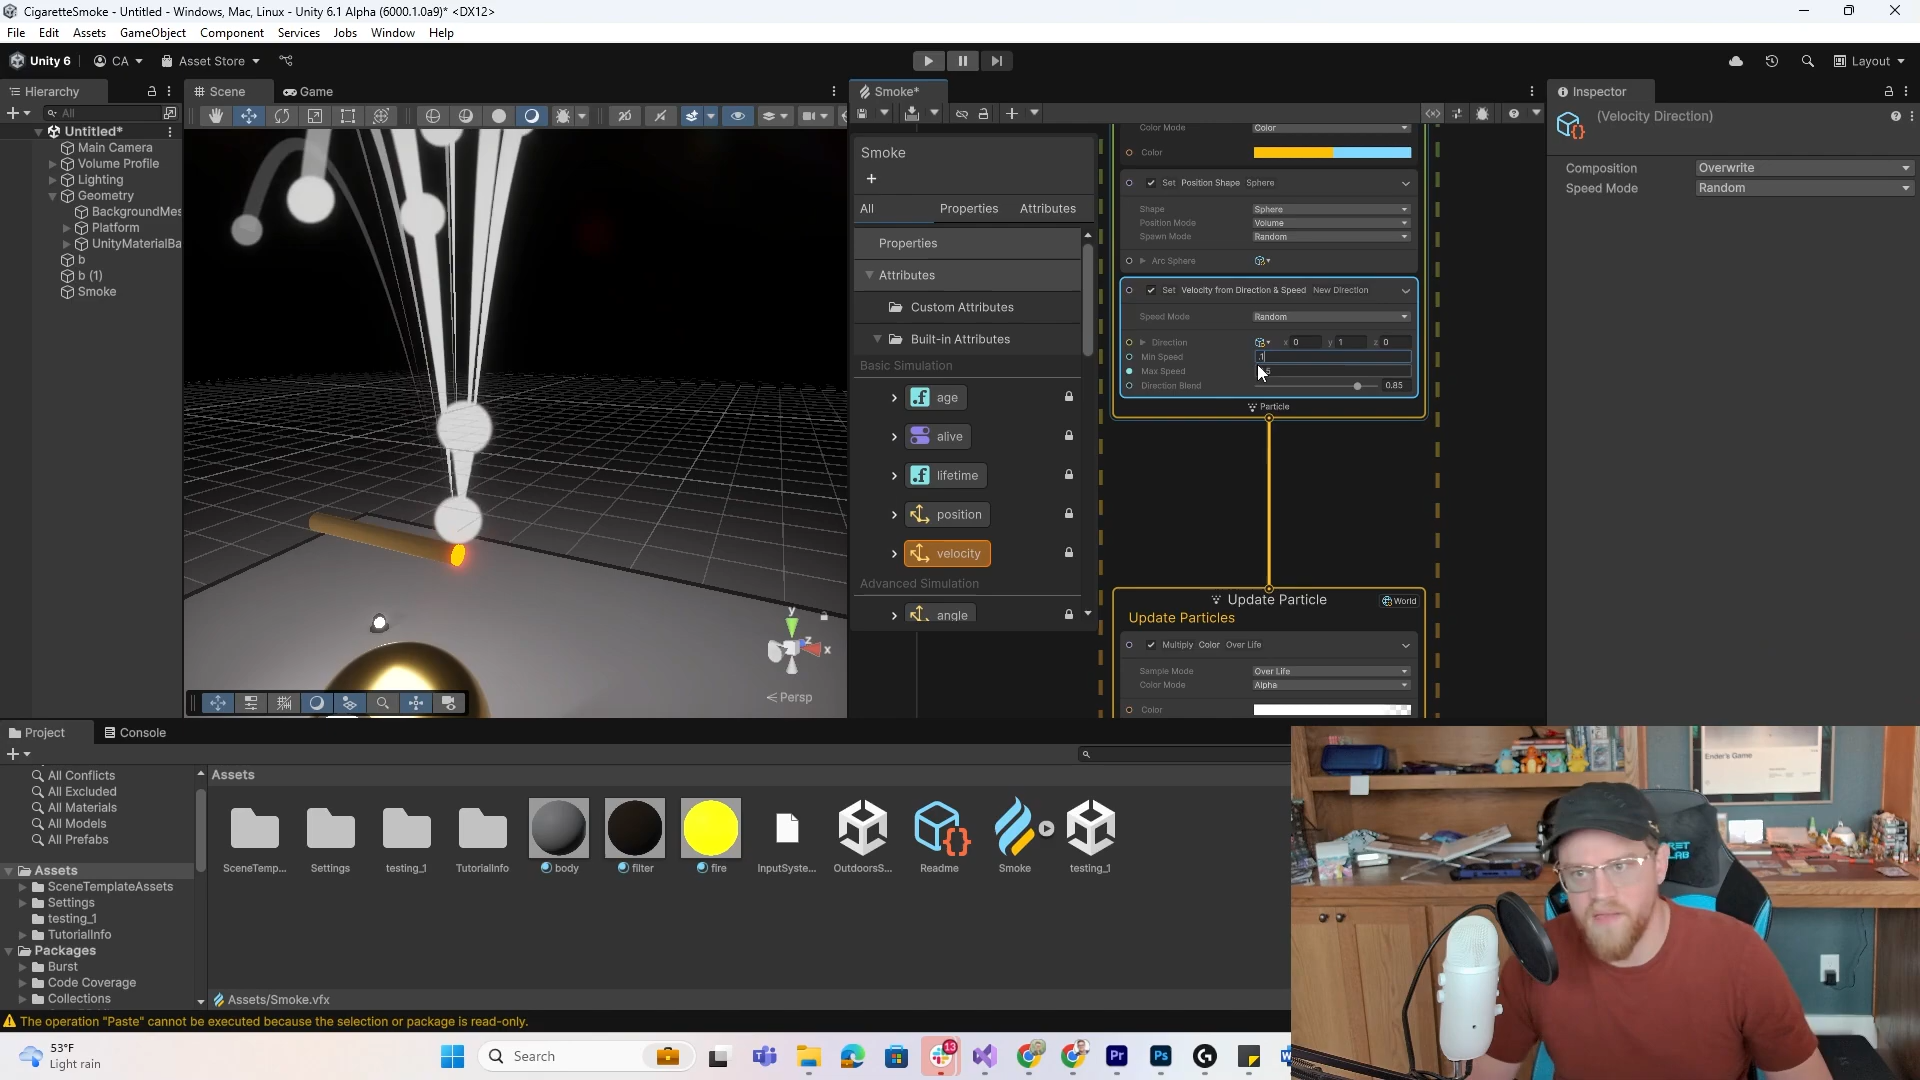 CigaretteSmoke - Untitled - Windows, Mac, Linux - Unity 6.1 Alpha (6000.1.0a9)* <DX12>
File Edit Assets GameObject Component Services Jobs Window Help
Unity 6 CA Asset Store Layout
Hierarchy Scene Game Smoke* Inspector
All
(Velocity Direction)
Untitled*
Main Camera
Volume Profile
Lighting
Geometry
BackgroundMes
Platform
UnityMaterialBa
b
b (1)
Smoke
y
z
x
Persp
Smoke
All Properties Attributes
Properties
Attributes
Custom Attributes
Built-in Attributes
Basic Simulation
age
alive
lifetime
position
velocity
Advanced Simulation
angle
Color Mode Color
Color
Set Position Shape Sphere
Shape Sphere
Position Mode Volume
Spawn Mode Random
Arc Sphere
Set Velocity from Direction & Speed New Direction
Speed Mode Random
Direction x 0 y 1 z 0
Min Speed .1
Max Speed
Direction Blend 0.85
Particle
Update Particle World
Update Particles
Multiply Color Over Life
Sample Mode Over Life
Color Mode Alpha
Color
Composition Overwrite
Speed Mode Random
Project Console
All Conflicts
All Excluded
All Materials
All Models
All Prefabs
Assets
SceneTemplateAssets
Settings
testing_1
TutorialInfo
Packages
Burst
Code Coverage
Collections
Assets
SceneTemp... Settings testing_1 TutorialInfo body filter fire InputSyste... OutdoorsS... Readme Smoke testing_1
Assets/Smoke.vfx
The operation "Paste" cannot be executed because the selection or package is read-only.
Ender's Game
53°F
Light rain
Search
13
Pr
Ps